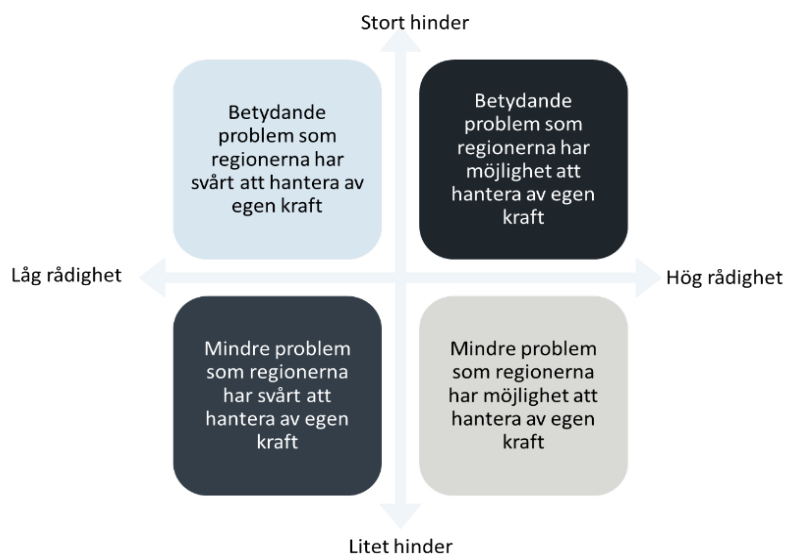 Stort hinder
Betydande
problem som
regionerna har
svårt att hantera av
egen kraft
Betydande
problem som
regionerna har
möjlighet att
hantera av egen
kraft
Låg rådighet
Hög rådighet
Mindre problem
som regionerna
har svårt att
hantera av egen
kraft
Mindre problem
som regionerna
har möjlighet att
hantera av egen
kraft
Litet hinder